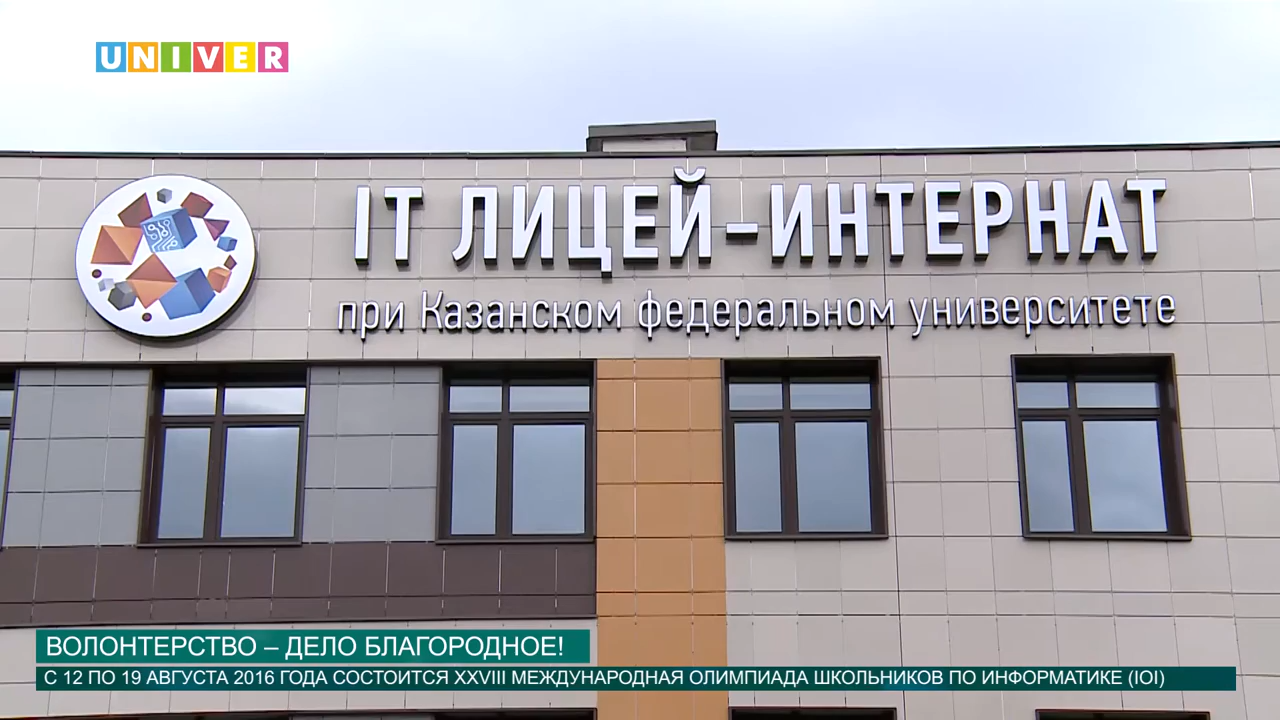 UNIVER
IT ЛИЦЕЙ-ИНТЕРНАТ
при Казанском федеральном университете
ВОЛОНТЕРСТВО – ДЕЛО БЛАГОРОДНОЕ!
С 12 ПО 19 АВГУСТА 2016 ГОДА СОСТОИТСЯ XXVIII МЕЖДУНАРОДНАЯ ОЛИМПИАДА ШКОЛЬНИКОВ ПО ИНФОРМАТИКЕ (IOI)